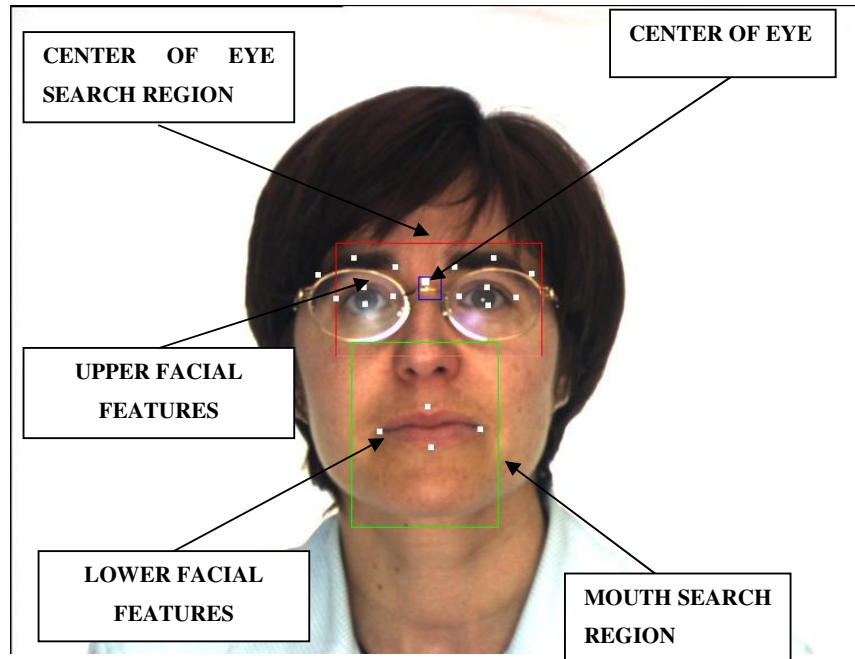 CENTER OF EYE
SEARCH REGION
CENTER OF EYE
UPPER FACIAL
FEATURES
LOWER FACIAL
FEATURES
MOUTH SEARCH
REGION